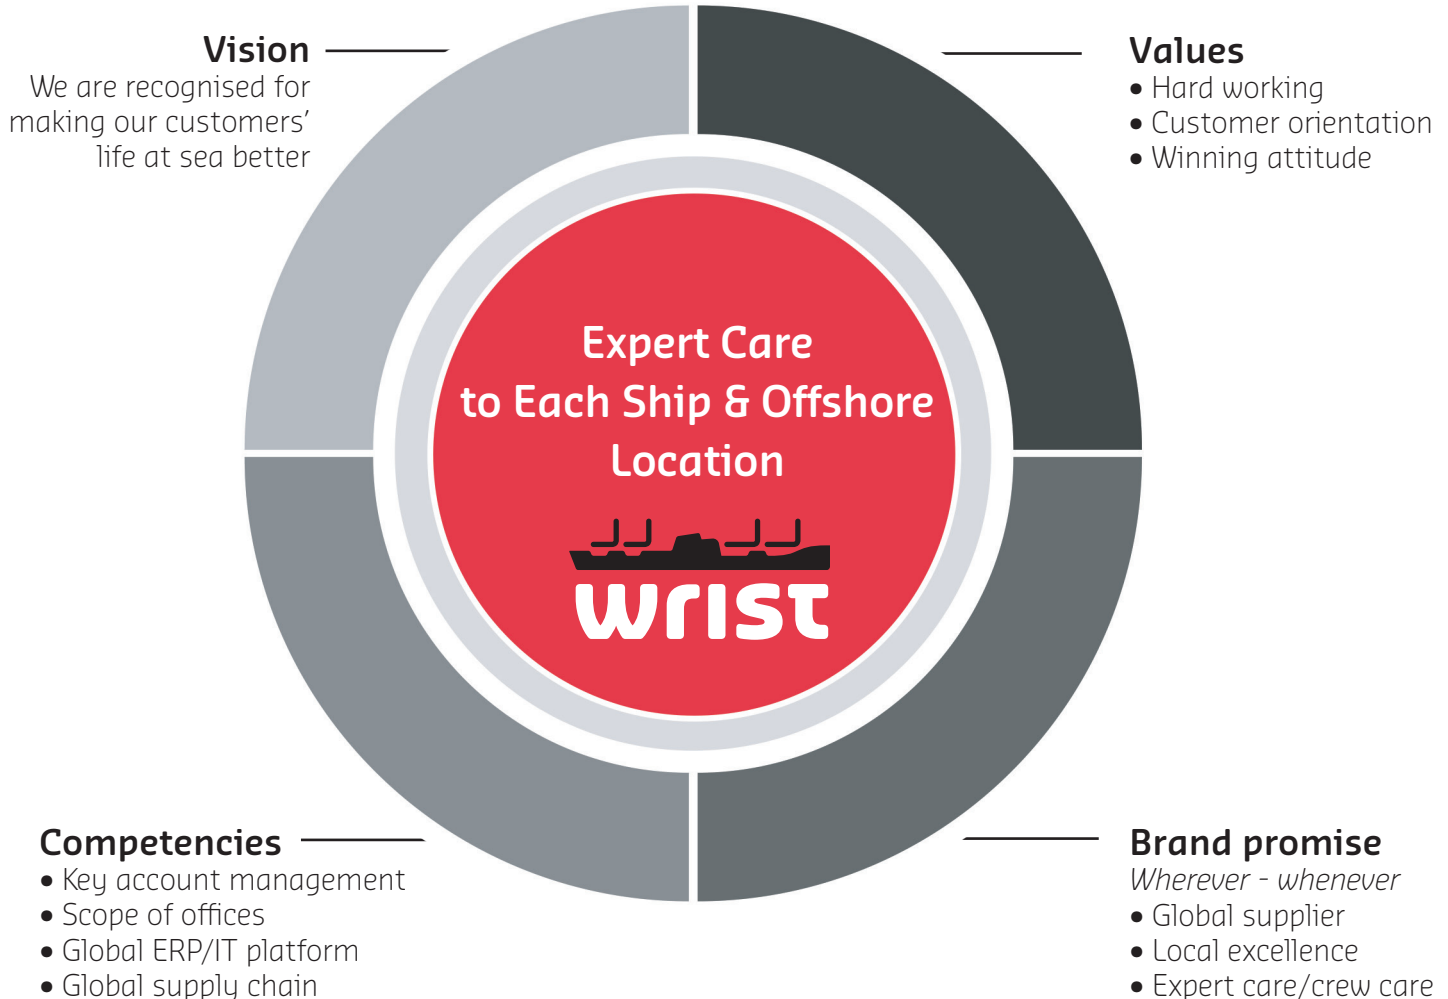 Vision
We are recognised for
making our customers’
life at sea better
Values
• Hard working
• Customer orientation
• Winning attitude
Expert Care
to Each Ship & Offshore
Location
wrist
Competencies
• Key account management
• Scope of offices
• Global ERP/IT platform
• Global supply chain
Brand promise
Wherever - whenever
• Global supplier
• Local excellence
• Expert care/crew care